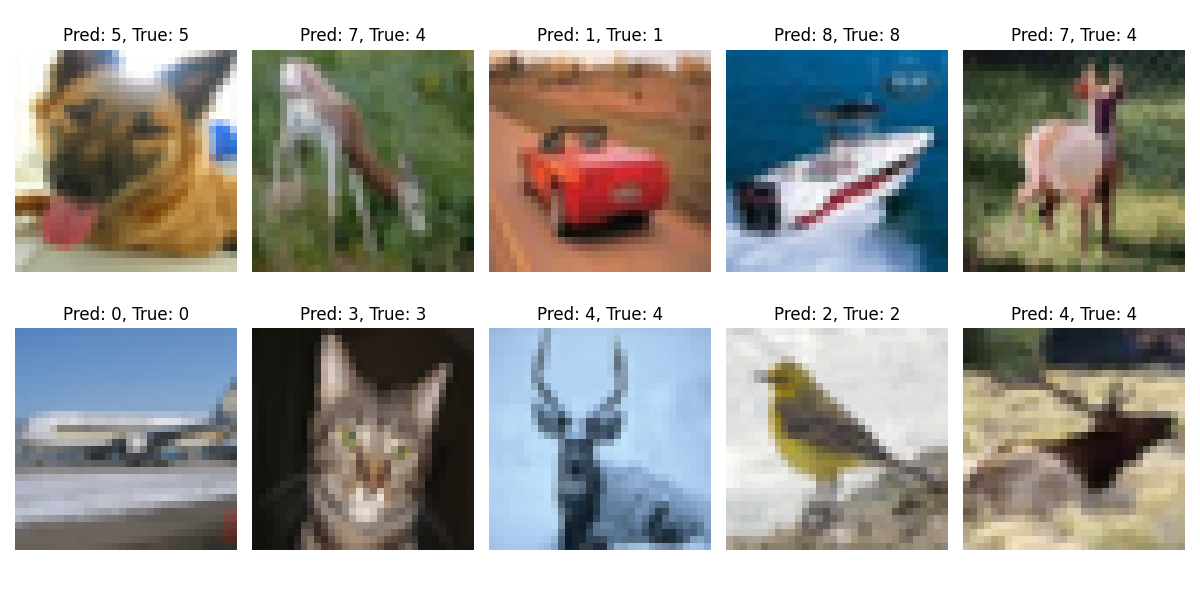 Pred: 5, True: 5
Pred: 7, True: 4
Pred: 1, True: 1
Pred: 8, True: 8
Pred: 7, True: 4
Pred: 0, True: 0
Pred: 3, True: 3
Pred: 4, True: 4
Pred: 2, True: 2
Pred: 4, True: 4